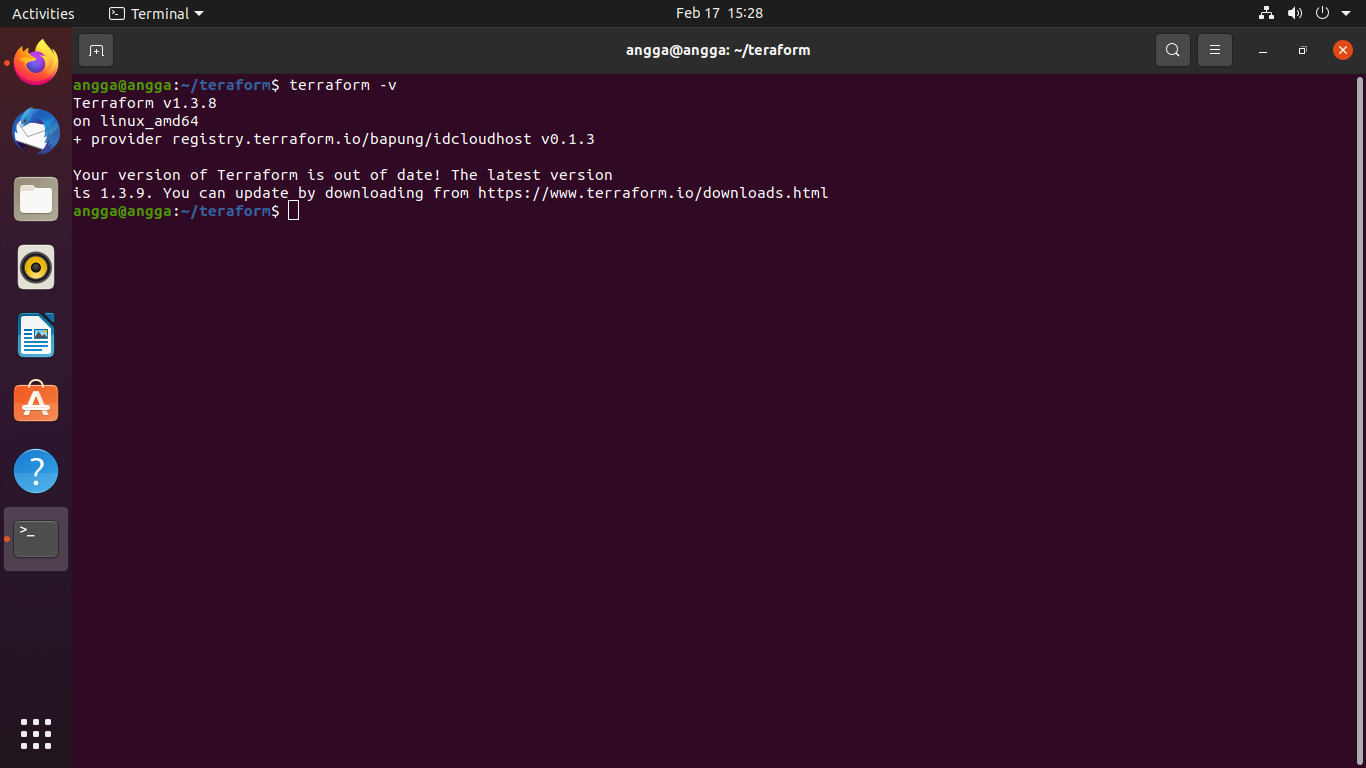 Activities
Terminal
Feb 17 15:28
angga@angga: ~/teraform
angga@angga:~/teraform$ terraform -v
Terraform v1.3.8
on linux_amd64
+ provider registry.terraform.io/bapung/idcloudhost v0.1.3
Your version of Terraform is out of date! The latest version
is 1.3.9. You can update by downloading from https://www.terraform.io/downloads.html
angga@angga:~/teraform$